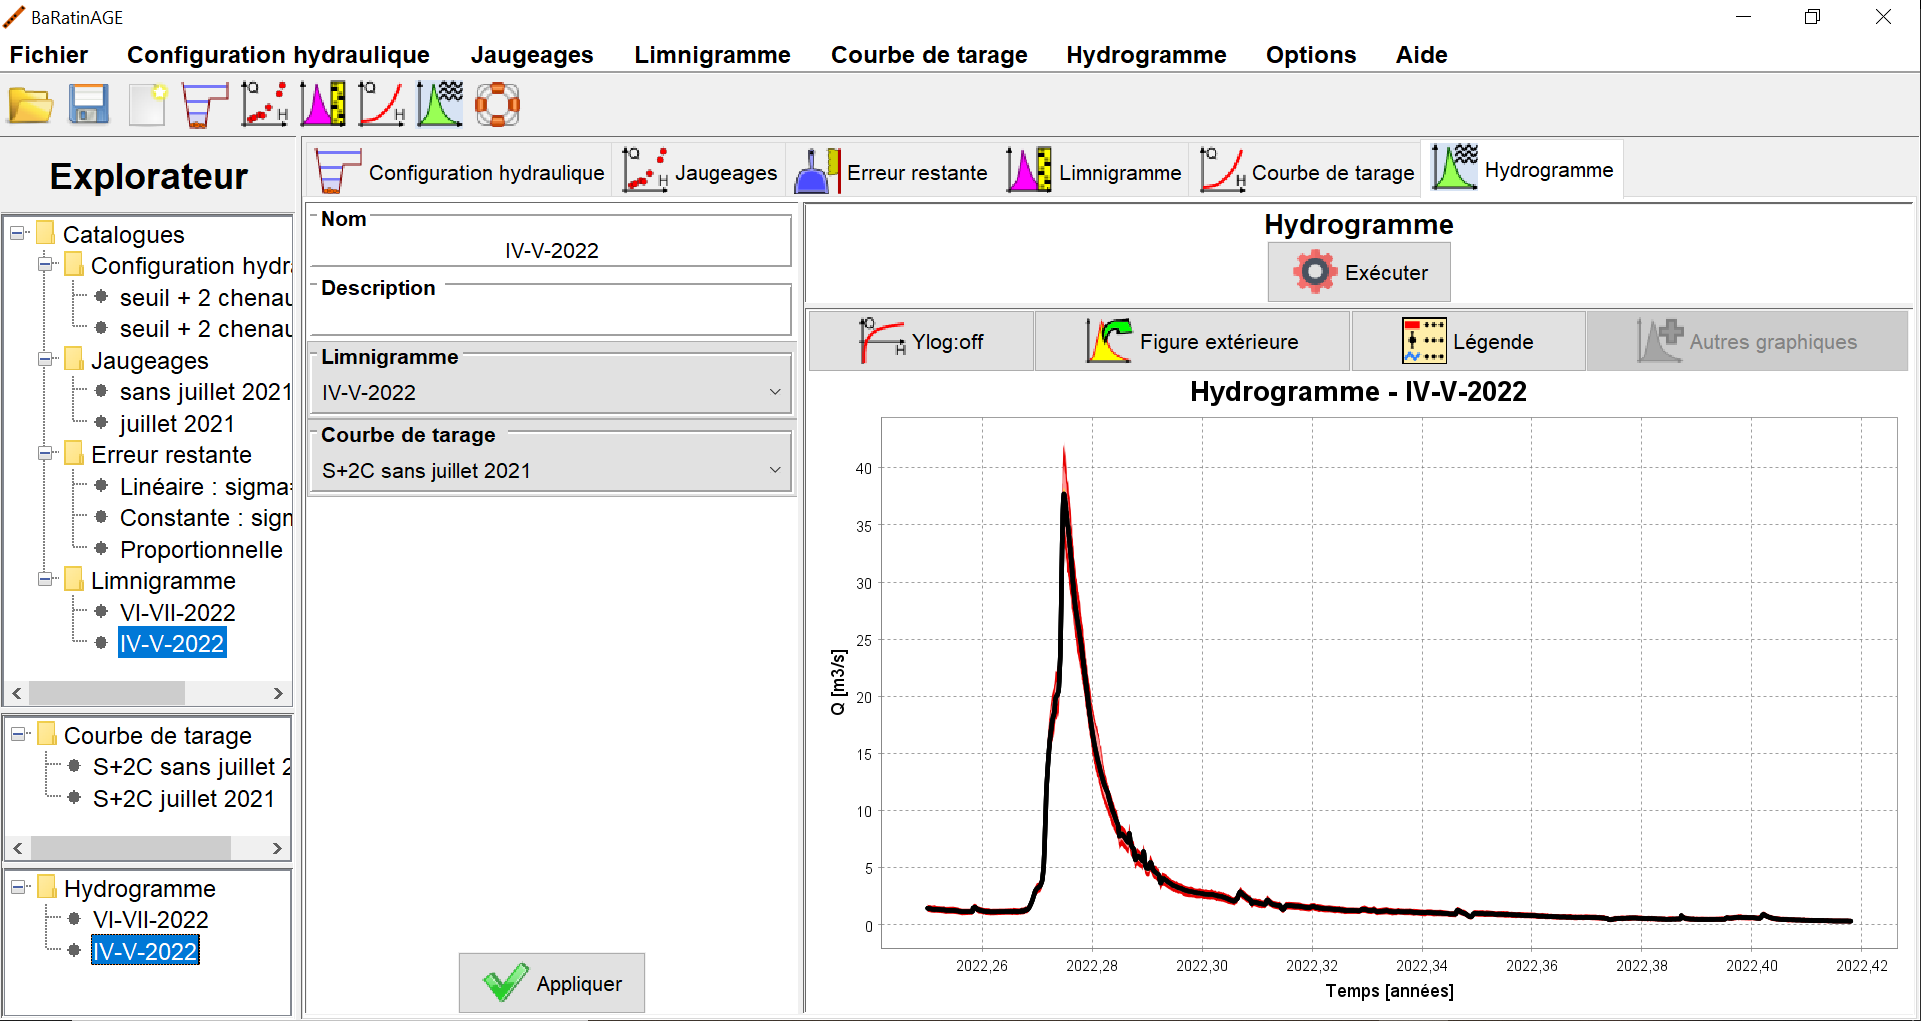 BaRatinAGE
Fichier Configuration hydraulique Jaugeages Limnigramme Courbe de tarage Hydrogramme Options Aide
Explorateur
Catalogues
Configuration hydr
seuil + 2 chenau
seuil + 2 chenau
Jaugeages
sans juillet 2021
juillet 2021
Erreur restante
Linéaire : sigma
Constante : sign
Proportionnelle
Limnigramme
VI-VII-2022
IV-V-2022
Courbe de tarage
S+2C sans juillet 2
S+2C juillet 2021
Hydrogramme
VI-VII-2022
IV-V-2022
Configuration hydraulique Jaugeages Erreur restante Limnigramme Courbe de tarage Hydrogramme
Nom
IV-V-2022
Description
Limnigramme
IV-V-2022
Courbe de tarage
S+2C sans juillet 2021
Appliquer
Hydrogramme
Exécuter
Ylog:off Figure extérieure Légende Autres graphiques
Hydrogramme - IV-V-2022
Q [m3/s]
40
35
30
25
20
15
10
5
0
2022,26 2022,28 2022,30 2022,32 2022,34 2022,36 2022,38 2022,40 2022,42
Temps [années]